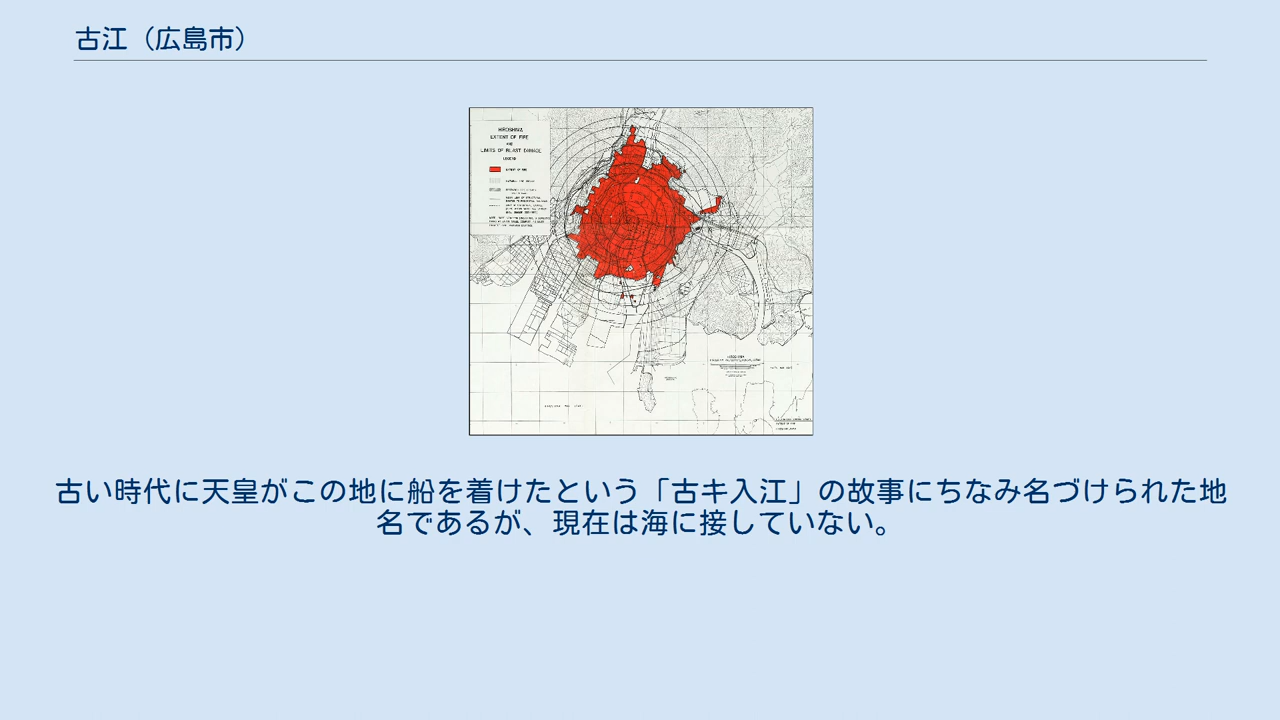 古江（広島市）
HIROSHIMA
EXTENT OF FIRE
AND
LIMITS OF BLAST DAMAGE
LEGEND
古い時代に天皇がこの地に船を着けたという「古キ入江」の故事にちなみ名づけられた地
名であるが、現在は海に接していない。